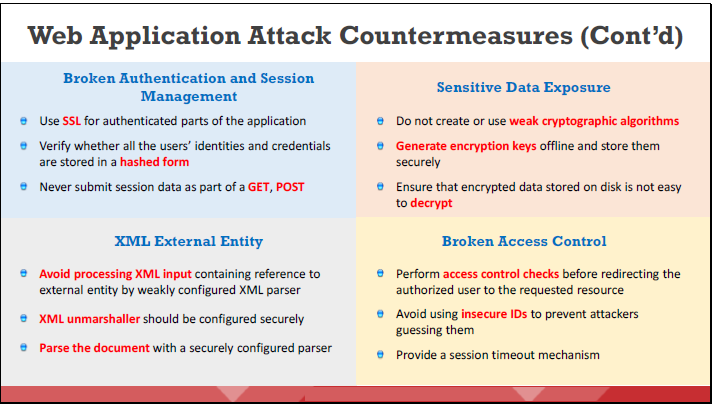 Web Application Attack Countermeasures (Cont’d)
Broken Authentication and Session
Management
Use SSL for authenticated parts of the application
Verify whether all the users’ identities and credentials
are stored in a hashed form
Never submit session data as part of a GET, POST
Sensitive Data Exposure
Do not create or use weak cryptographic algorithms
Generate encryption keys offline and store them
securely
Ensure that encrypted data stored on disk is not easy
to decrypt
XML External Entity
Avoid processing XML input containing reference to
external entity by weakly configured XML parser
XML unmarshaller should be configured securely
Parse the document with a securely configured parser
Broken Access Control
Perform access control checks before redirecting the
authorized user to the requested resource
Avoid using insecure IDs to prevent attackers
guessing them
Provide a session timeout mechanism